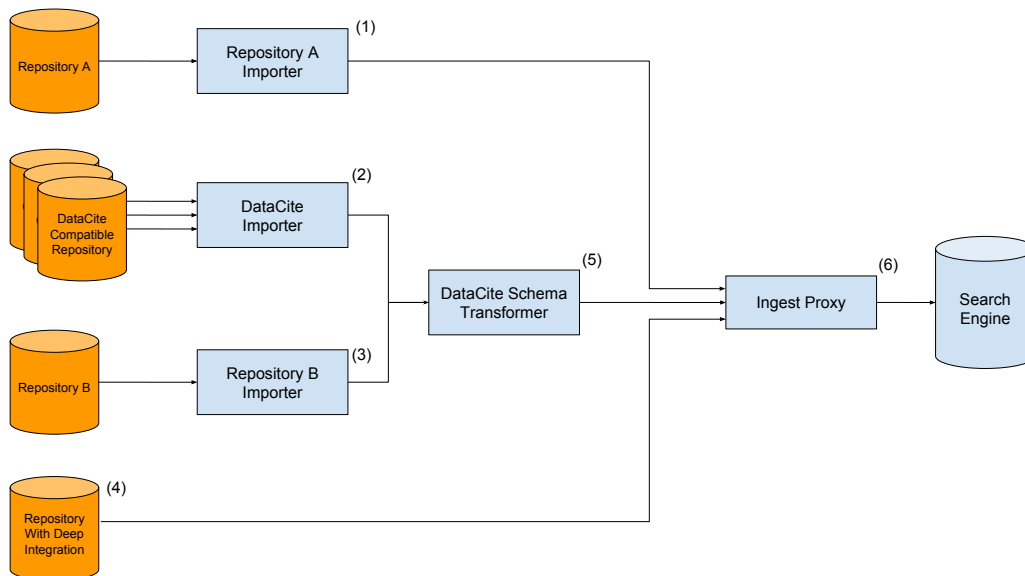 (1)
Repository A
Repository A
Importer
(2)
DataCite
Compatible
Repository
DataCite
Importer
(5)
DataCite Schema
Transformer
(6)
Ingest Proxy
Search
Engine
(3)
Repository B
Repository B
Importer
(4)
Repository
With Deep
Integration